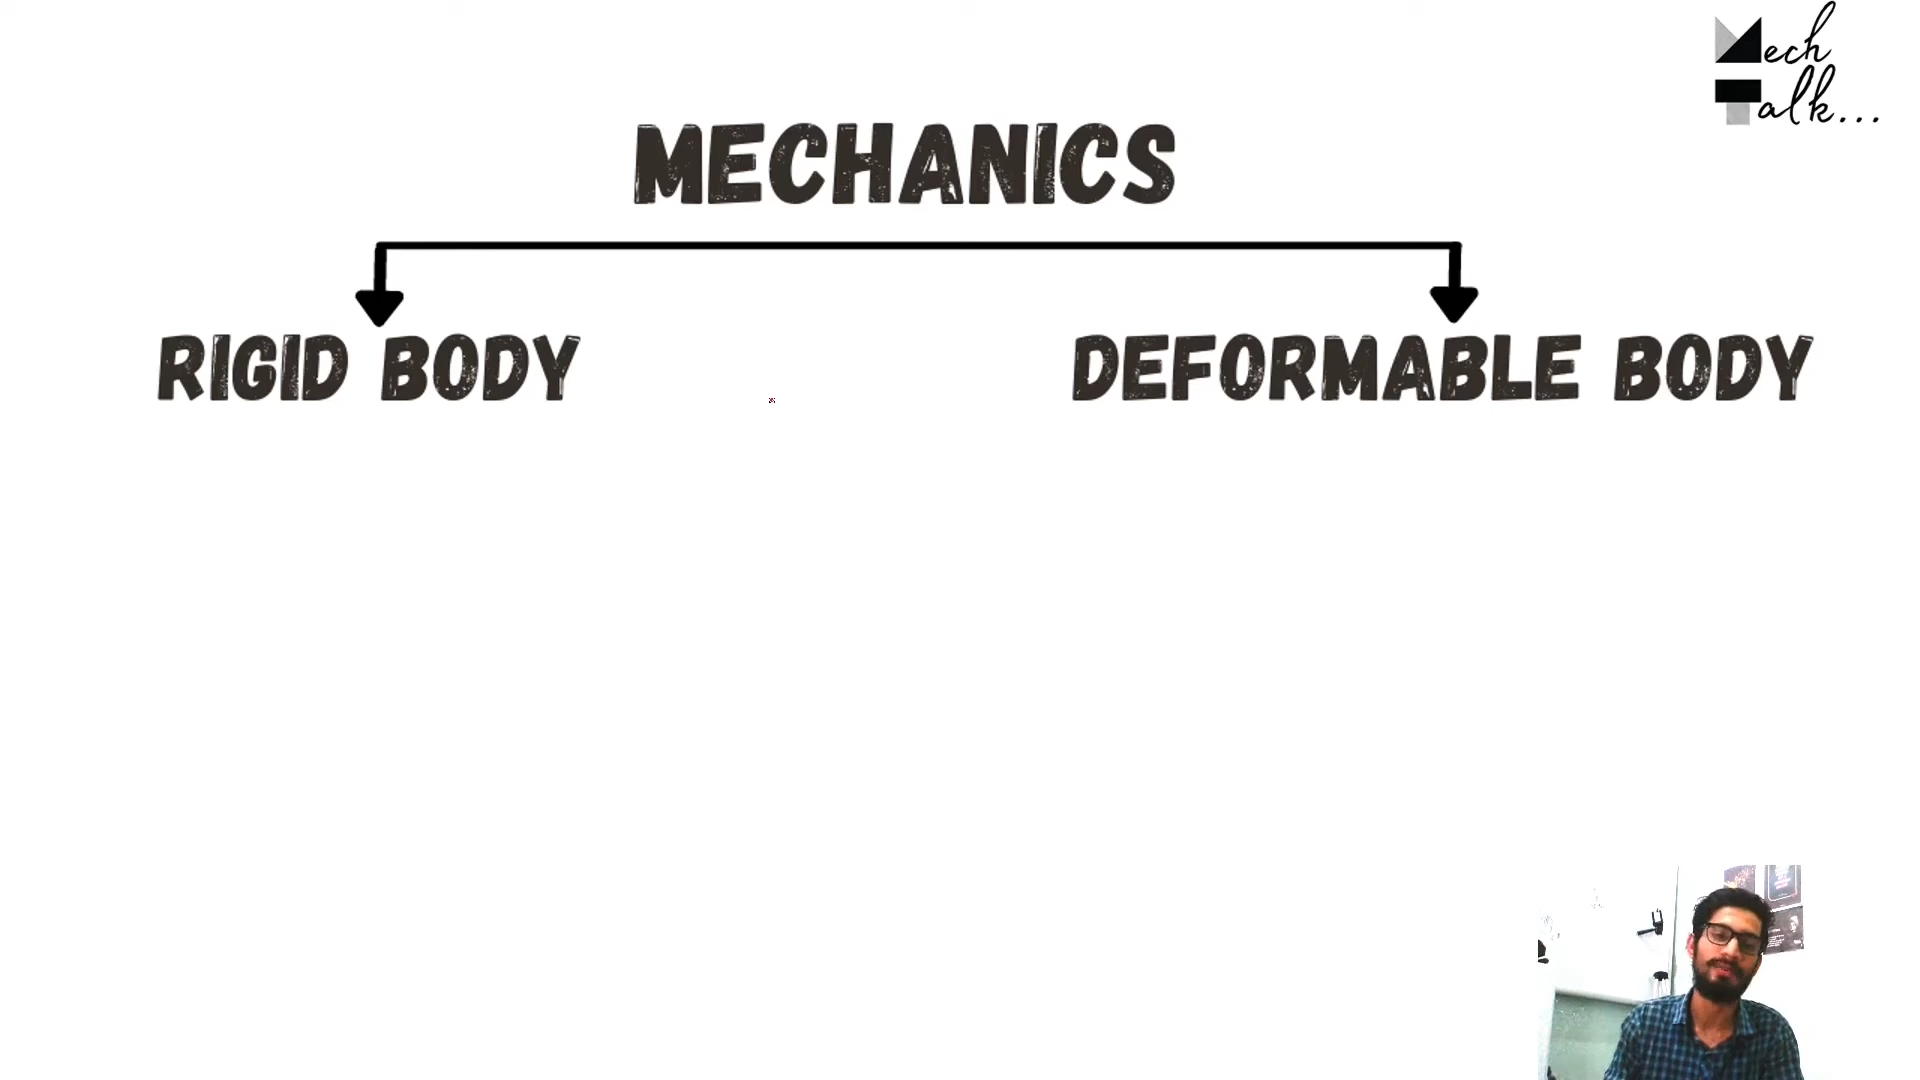 Mech
Talk...
MECHANICS
RIGID BODY
DEFORMABLE BODY